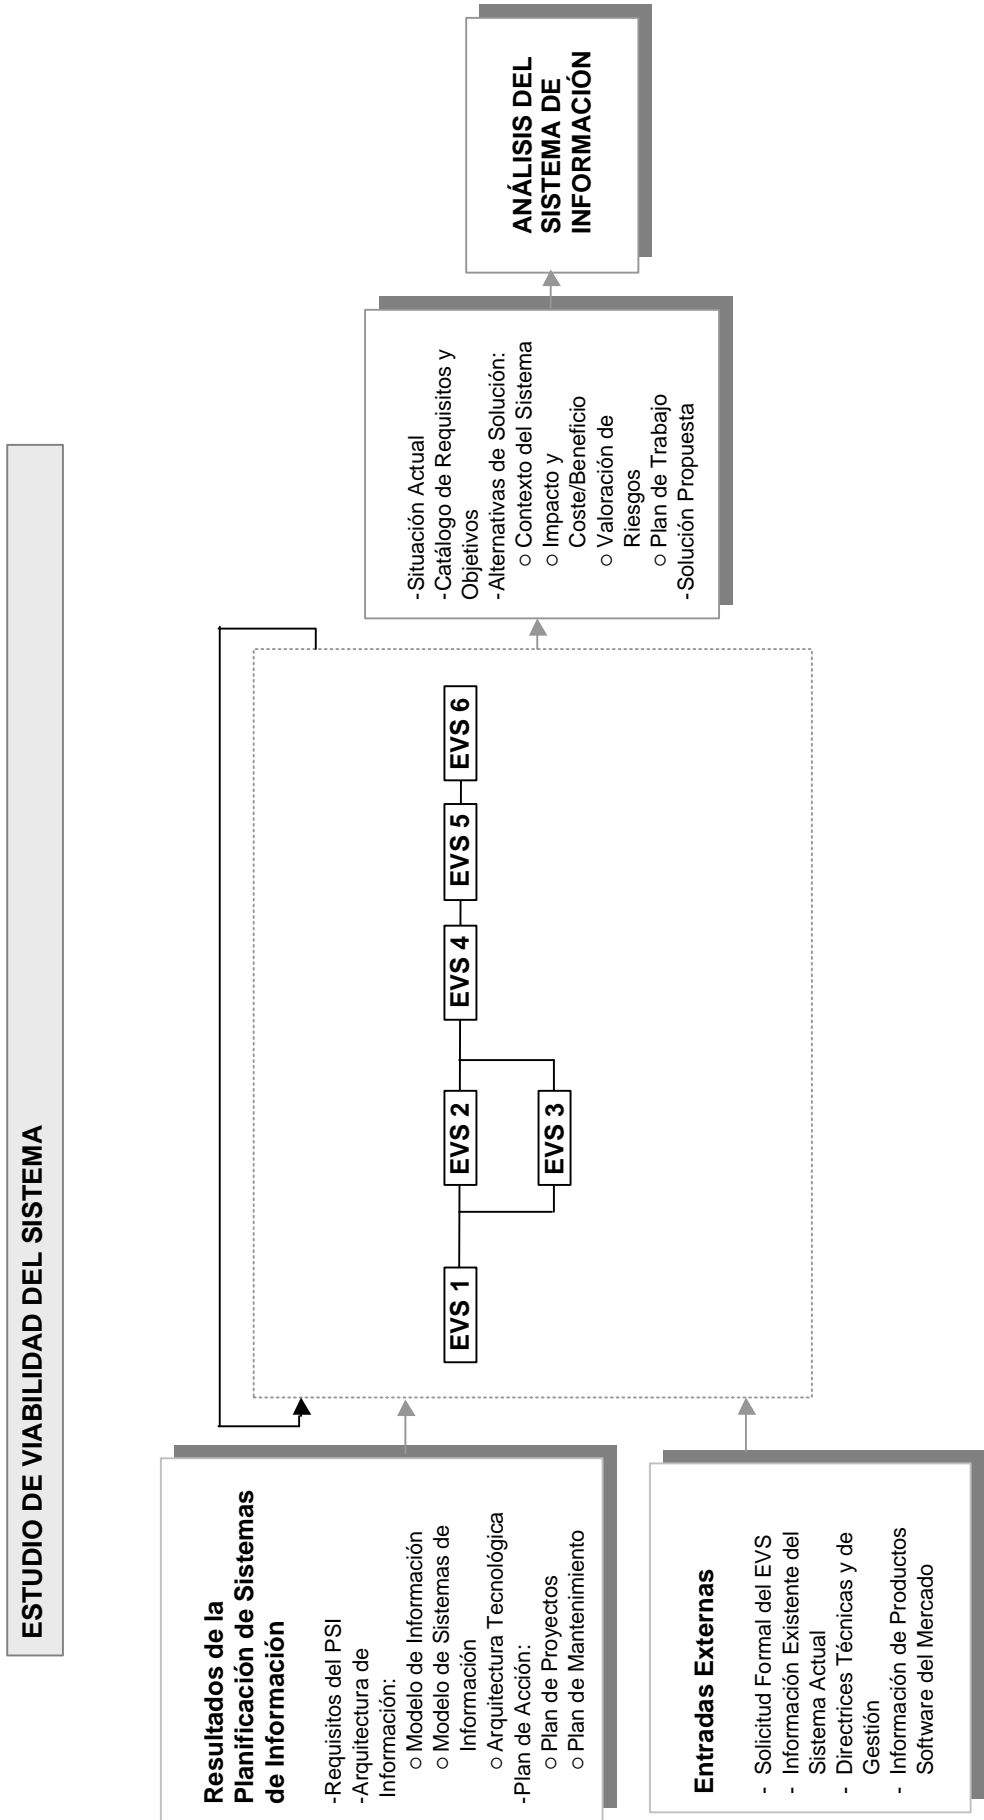 ESTUDIO DE VIABILIDAD DEL SISTEMA
Resultados de la
Planificación de Sistemas
de Información
-Requisitos del PSI
-Arquitectura de
Información:
○ Modelo de Información
○ Modelo de Sistemas de
Información
○ Arquitectura Tecnológica
-Plan de Acción:
○ Plan de Proyectos
○ Plan de Mantenimiento
Entradas Externas
- Solicitud Formal del EVS
- Información Existente del
Sistema Actual
- Directrices Técnicas y de
Gestión
- Información de Productos
Software del Mercado
EVS 1
EVS 2
EVS 3
EVS 4
EVS 5
EVS 6
-Situación Actual
-Catálogo de Requisitos y
Objetivos
-Alternativas de Solución:
○ Contexto del Sistema
○ Impacto y
Coste/Beneficio
○ Valoración de
Riesgos
○ Plan de Trabajo
-Solución Propuesta
ANÁLISIS DEL
SISTEMA DE
INFORMACIÓN